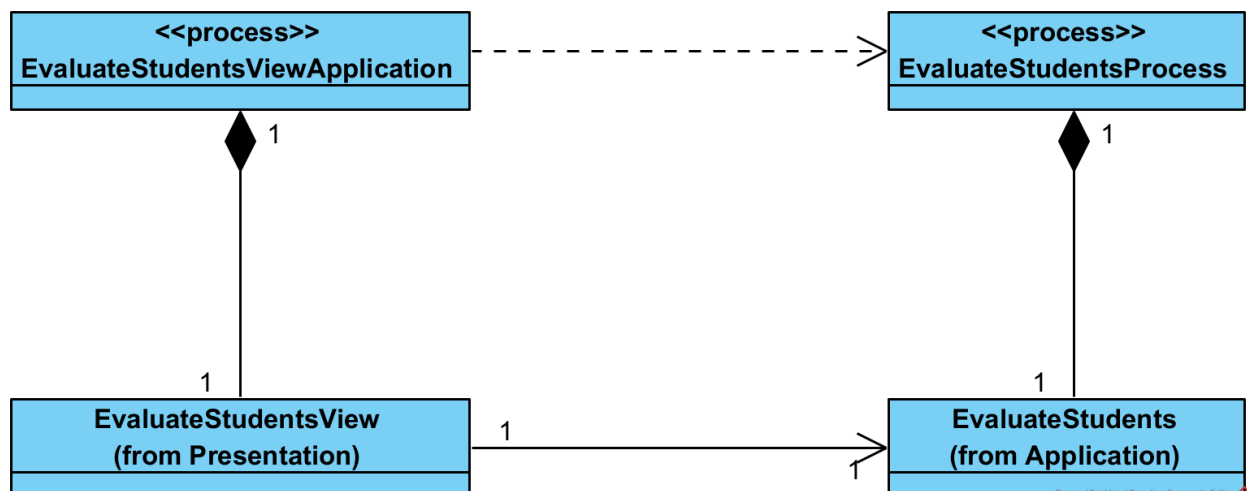 <<process>>
EvaluateStudentsViewApplication
<<process>>
EvaluateStudentsProcess
1
1
1
1
EvaluateStudentsView
(from Presentation)
1
1
EvaluateStudents
(from Application)